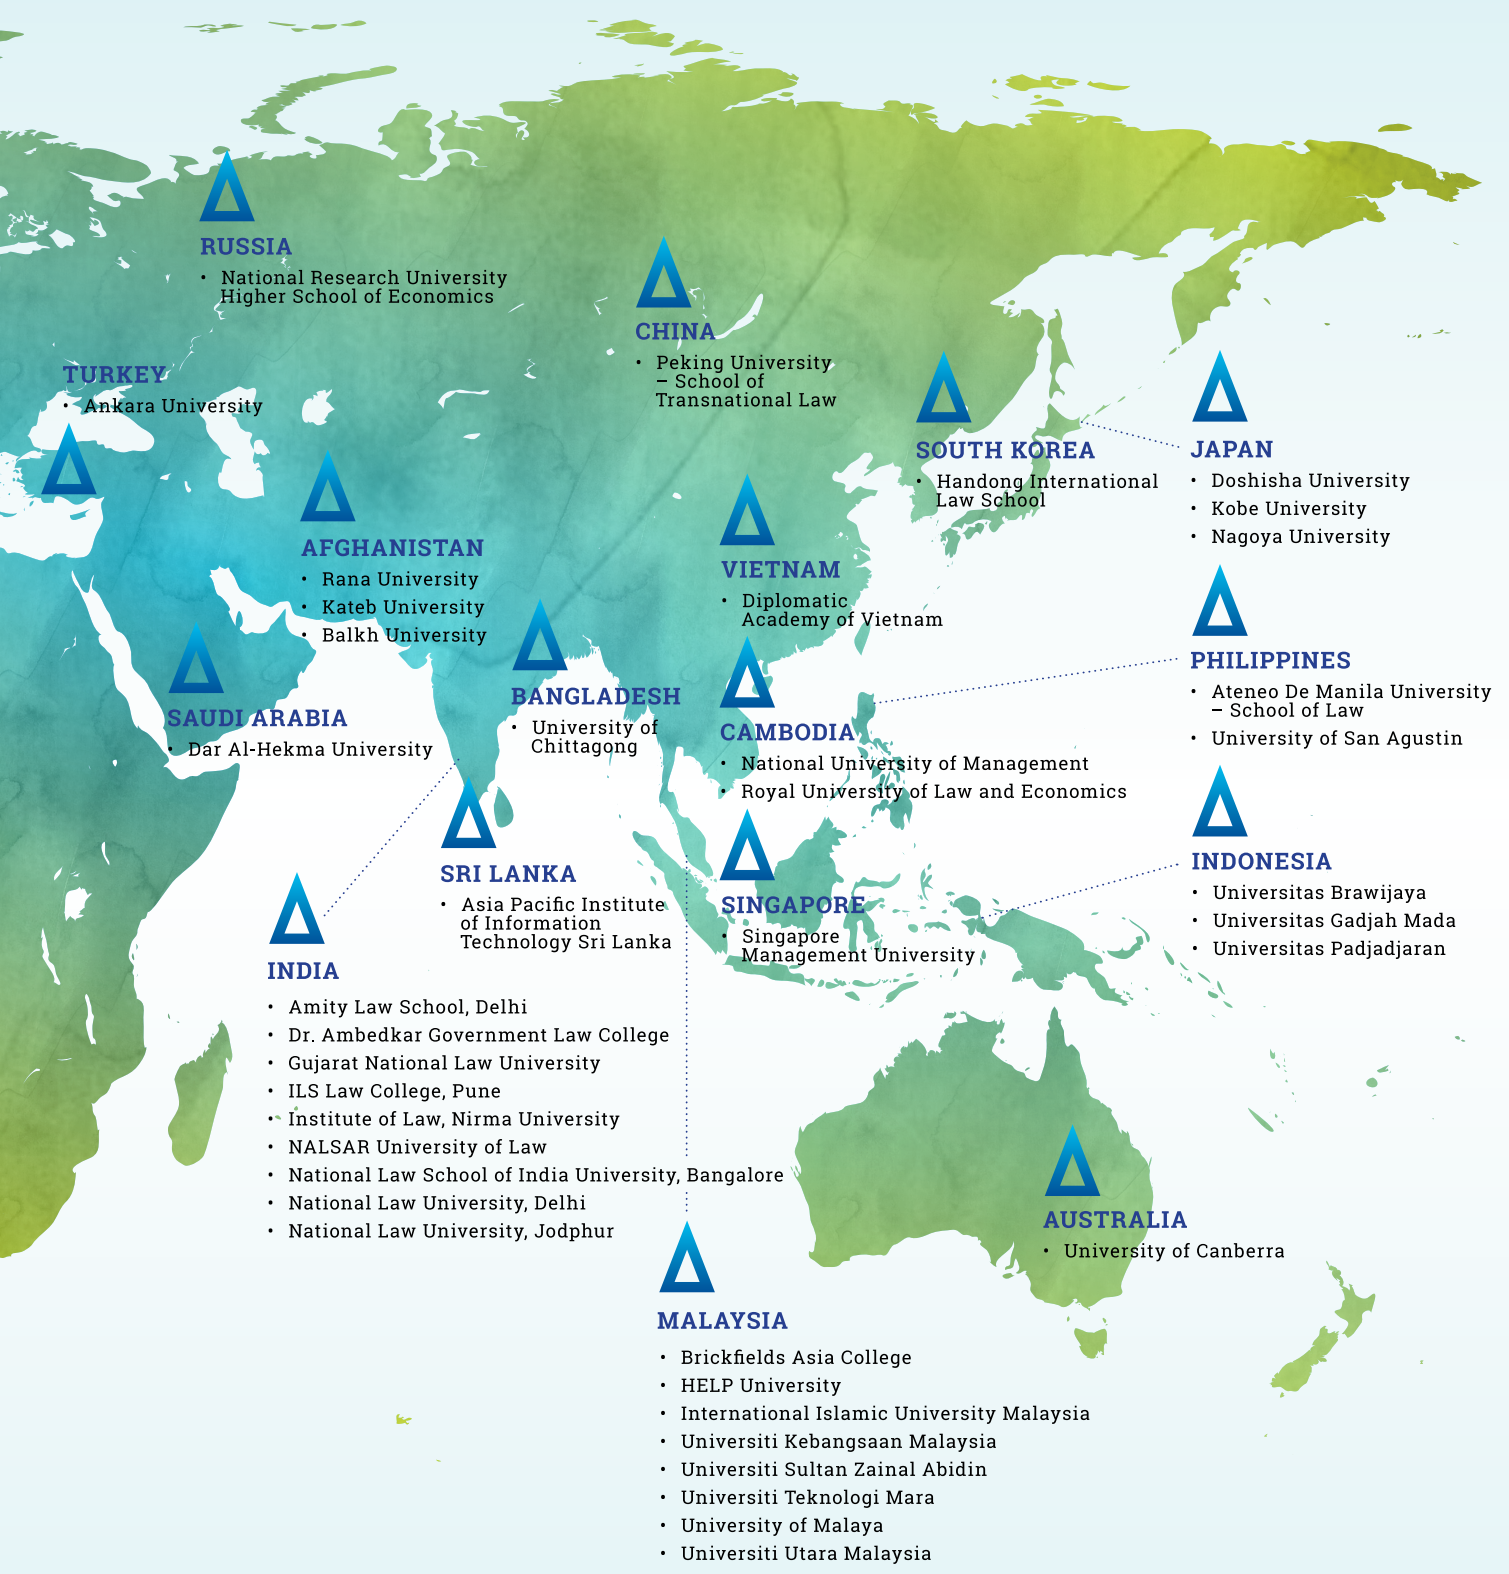 RUSSIA
• National Research University
Higher School of Economics
CHINA
• Peking University
– School of
Transnational Law
TURKEY
• Ankara University
SOUTH KOREA
• Handong International
Law School
JAPAN
• Doshisha University
• Kobe University
• Nagoya University
AFGHANISTAN
• Rana University
• Kateb University
• Balkh University
VIETNAM
• Diplomatic
Academy of Vietnam
PHILIPPINES
• Ateneo De Manila University
– School of Law
• University of San Agustin
SAUDI ARABIA
• Dar Al-Hekma University
BANGLADESH
• University of
Chittagong
CAMBODIA
• National University of Management
• Royal University of Law and Economics
INDONESIA
• Universitas Brawijaya
• Universitas Gadjah Mada
• Universitas Padjadjaran
SRI LANKA
• Asia Pacific Institute
of Information
Technology Sri Lanka
SINGAPORE
• Singapore
Management University
INDIA
• Amity Law School, Delhi
• Dr. Ambedkar Government Law College
• Gujarat National Law University
• ILS Law College, Pune
• Institute of Law, Nirma University
• NALSAR University of Law
• National Law School of India University, Bangalore
• National Law University, Delhi
• National Law University, Jodphur
AUSTRALIA
• University of Canberra
MALAYSIA
• Brickfields Asia College
• HELP University
• International Islamic University Malaysia
• Universiti Kebangsaan Malaysia
• Universiti Sultan Zainal Abidin
• Universiti Teknologi Mara
• University of Malaya
• Universiti Utara Malaysia